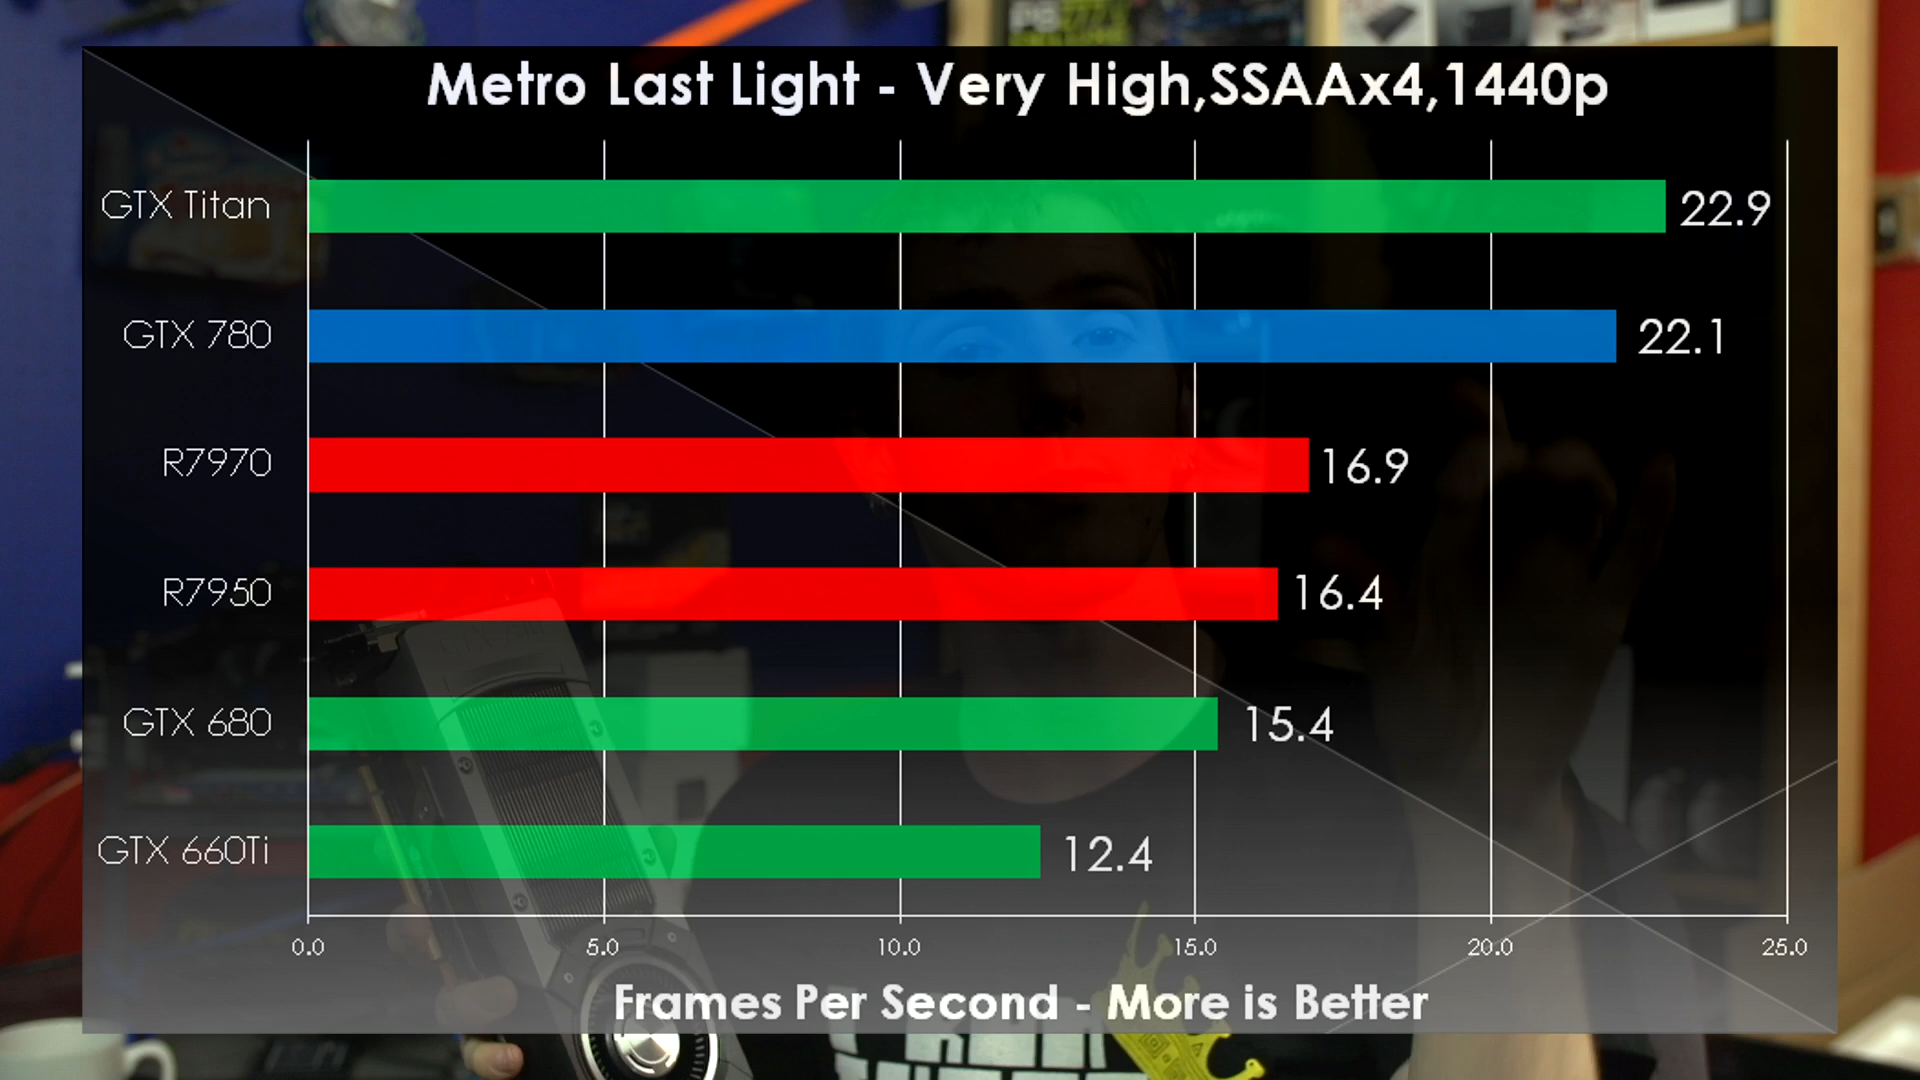 Metro Last Light - Very High,SSAAx4,1440p
GTX Titan 22.9
GTX 780 22.1
R7970 16.9
R7950 16.4
GTX 680 15.4
GTX 660Ti 12.4
0.0 5.0 10.0 15.0 20.0 25.0
Frames Per Second - More is Better